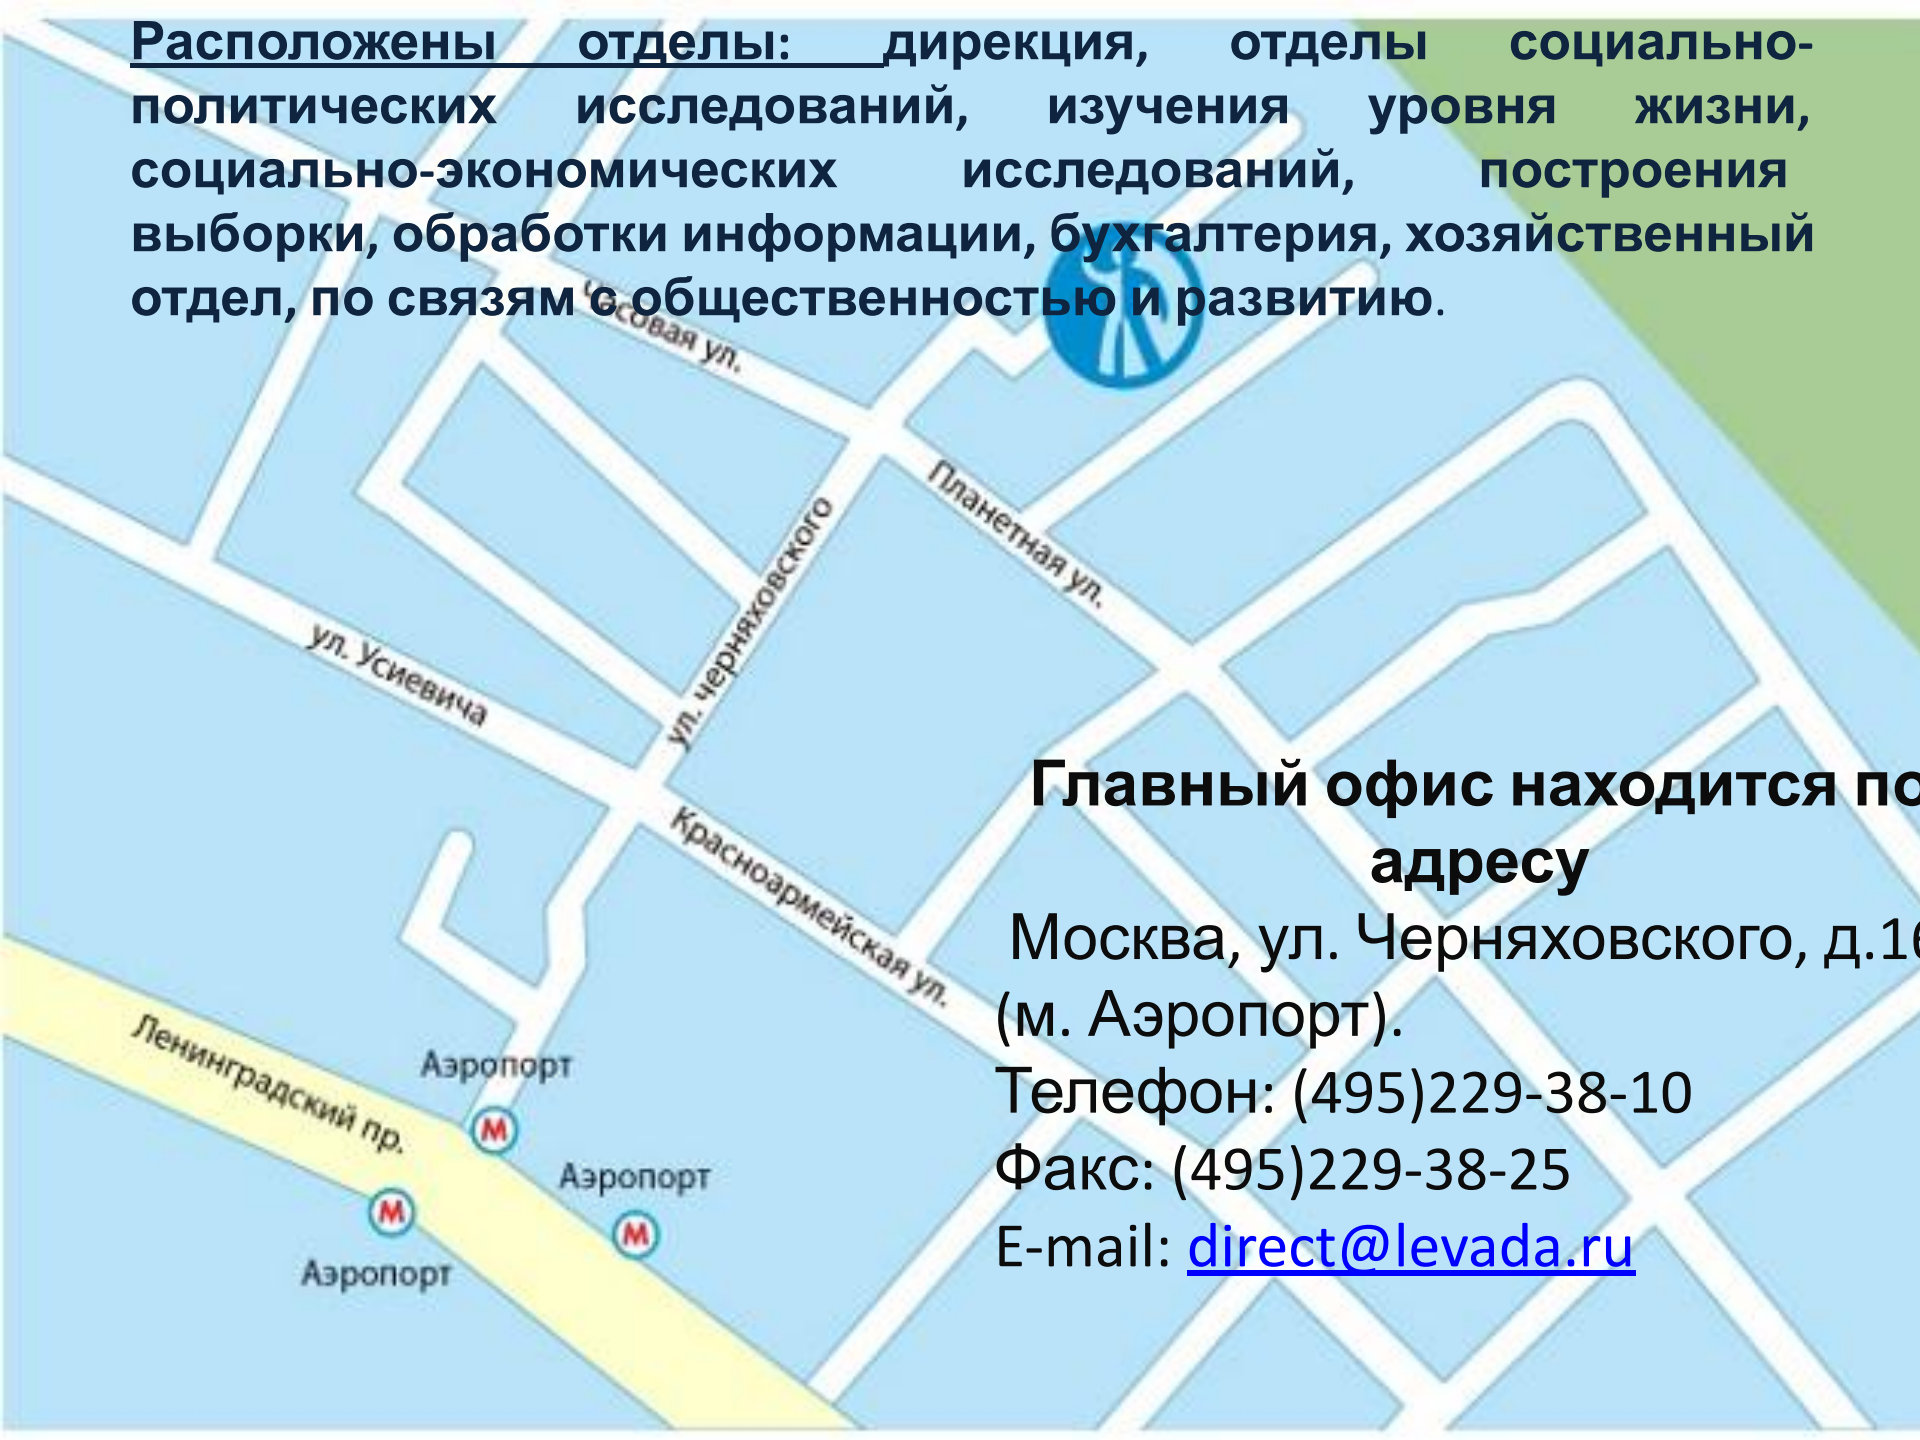 Расположены отделы: дирекция, отделы социально-
политических исследований, изучения уровня жизни,
социально-экономических исследований, построения
выборки, обработки информации, бухгалтерия, хозяйственный
отдел, по связям с общественностью и развитию.
Часовая ул.
Планетная ул.
ул. черняховского
ул. Усиевича
Красноармейская ул.
Главный офис находится по
адресу
Москва, ул. Черняховского, д.16
(м. Аэропорт).
Телефон: (495)229-38-10
Факс: (495)229-38-25
E-mail: direct@levada.ru
Ленинградский пр.
Аэропорт
М
Аэропорт
М
М
Аэропорт